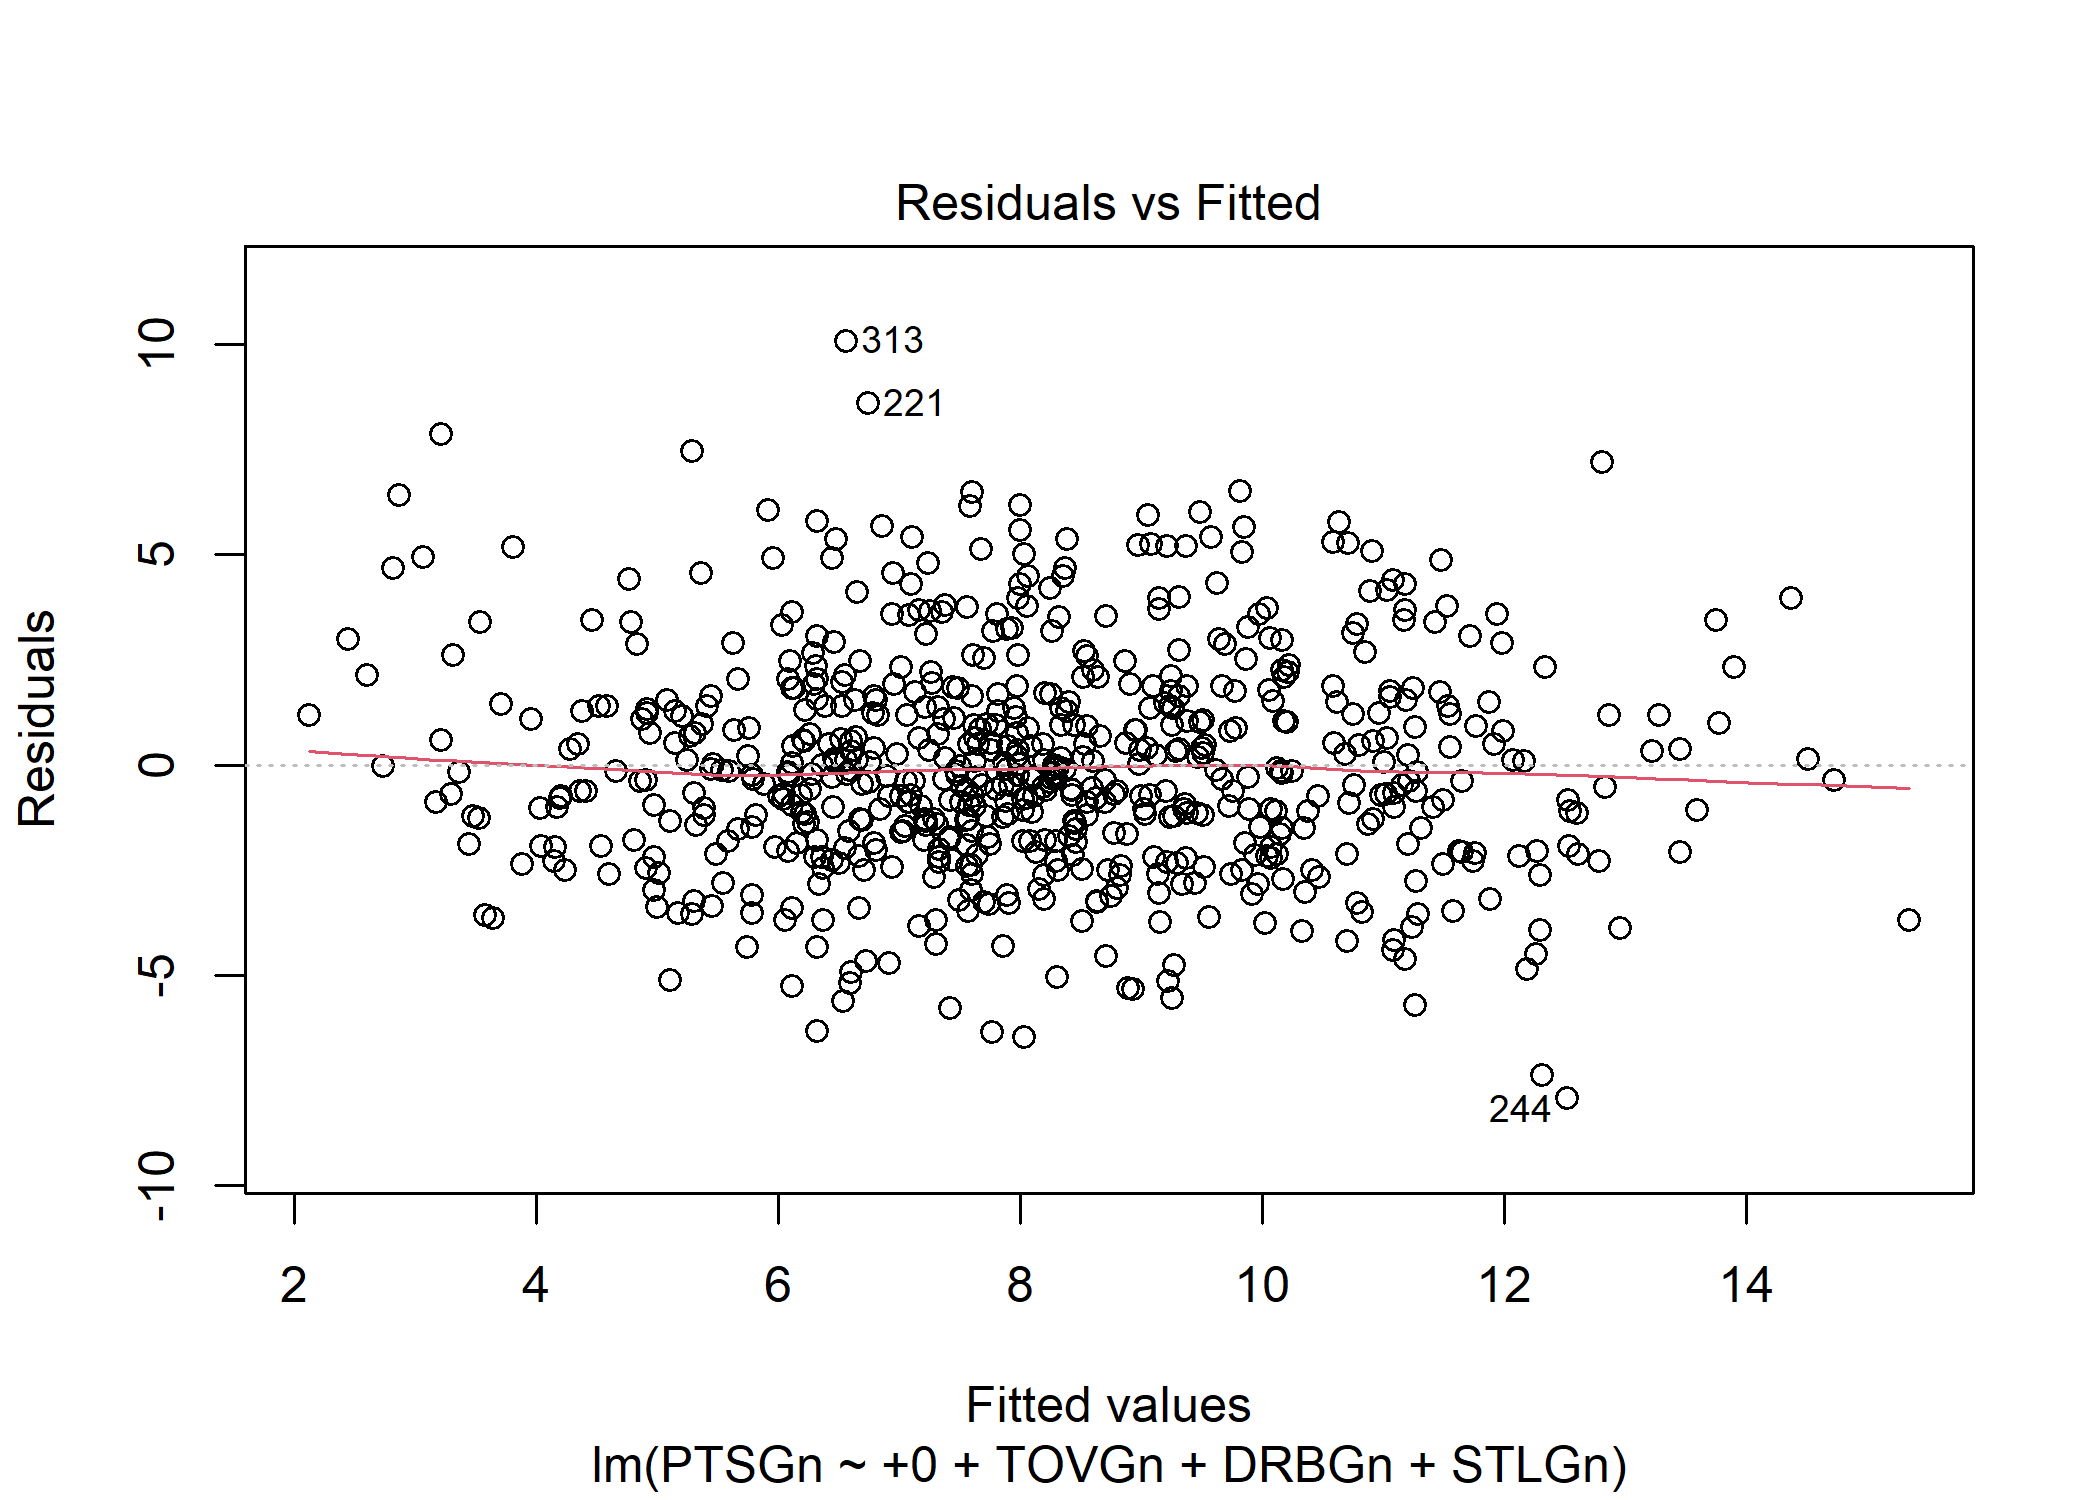 Residuals vs Fitted
Residuals
10
5
0
-5
-10
313
221
244
2 4 6 8 10 12 14
Fitted values
lm(PTSGn ~ +0 + TOVGn + DRBGn + STLGn)